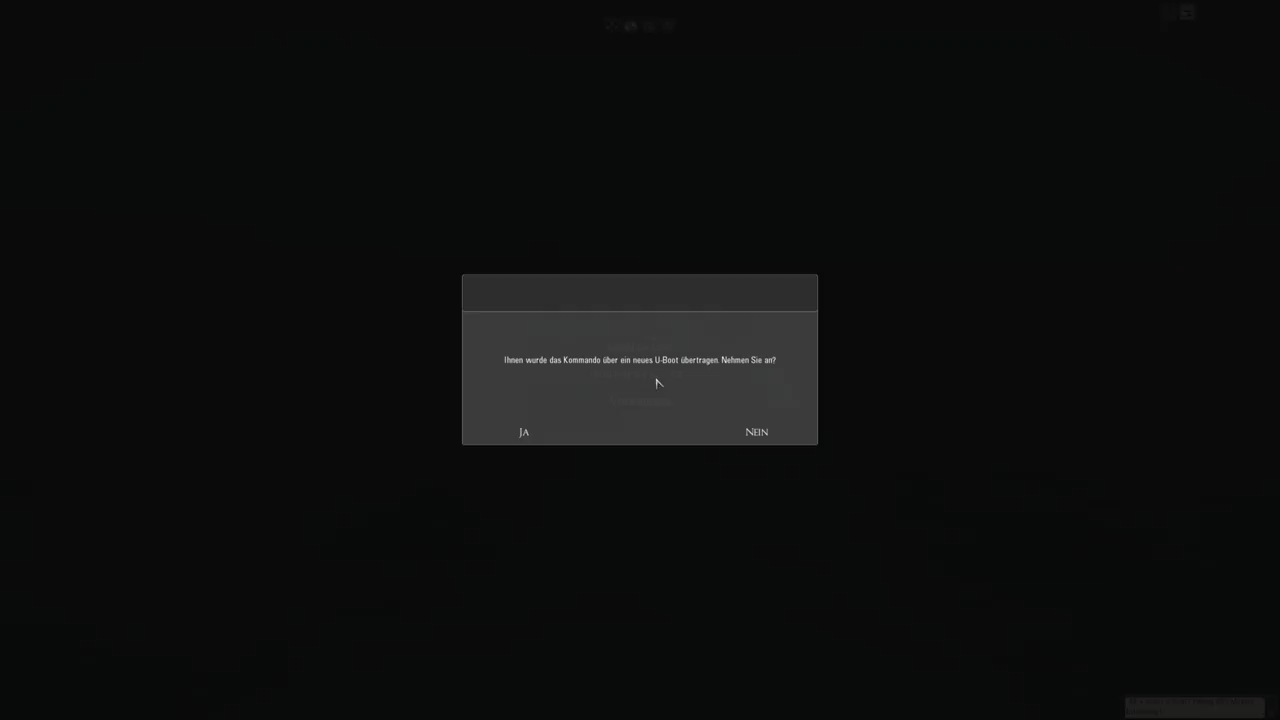 Ihnen wurde das Kommando über ein neues U-Boot übertragen. Nehmen Sie an?
JA
NEIN